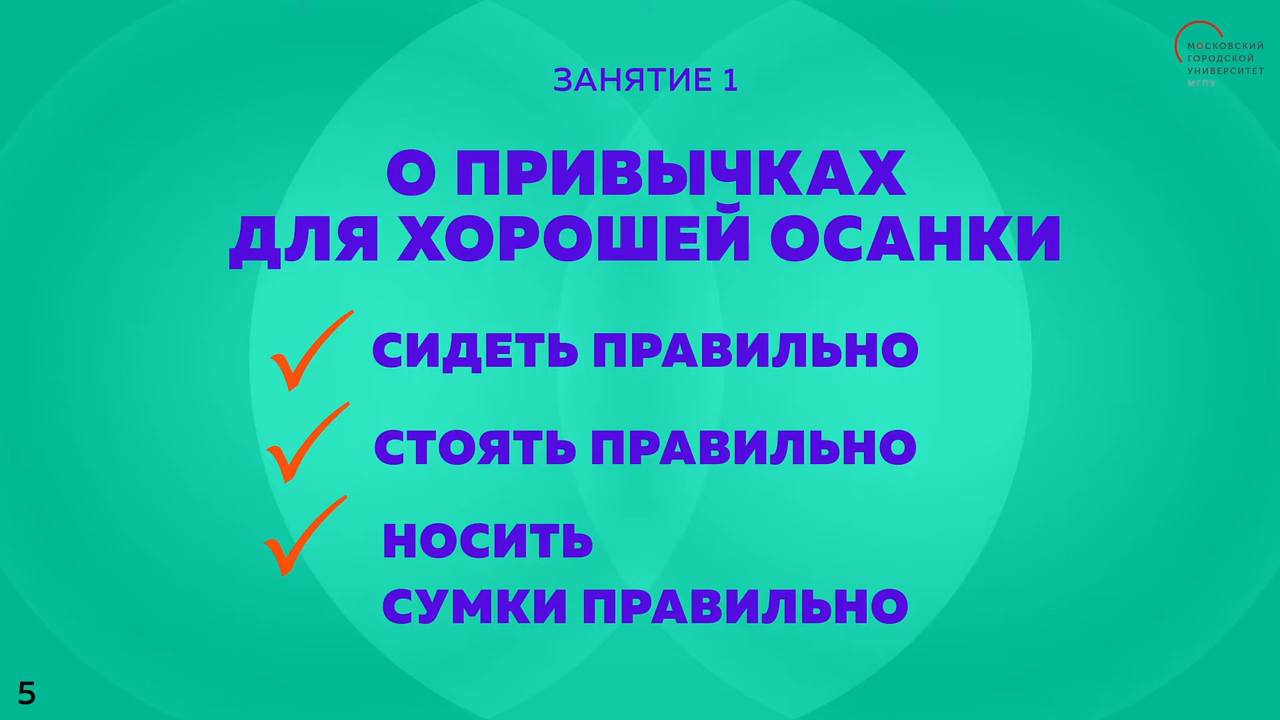 МОСКОВСКИЙ
ГОРОДСКОЙ
УНИВЕРСИТЕТ
МГПУ
ЗАНЯТИЕ 1
О ПРИВЫЧКАХ
ДЛЯ ХОРОШЕЙ ОСАНКИ
СИДЕТЬ ПРАВИЛЬНО
СТОЯТЬ ПРАВИЛЬНО
НОСИТЬ
СУМКИ ПРАВИЛЬНО
5